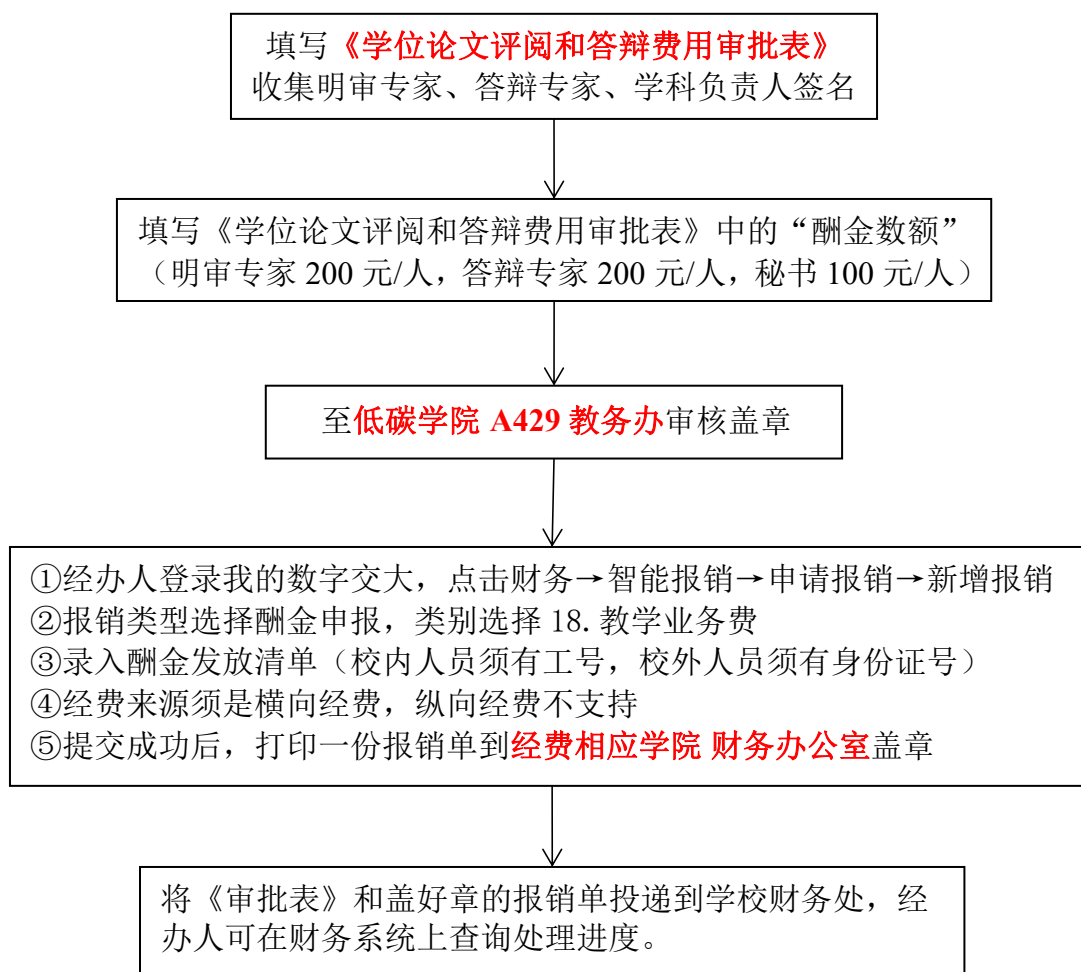 填写《学位论文评阅和答辩费用审批表》
收集明审专家、答辩专家、学科负责人签名
填写《学位论文评阅和答辩费用审批表》中的“酬金数额”
（明审专家 200 元/人，答辩专家 200 元/人，秘书 100 元/人）
至低碳学院 A429 教务办审核盖章
①经办人登录我的数字交大，点击财务→智能报销→申请报销→新增报销
②报销类型选择酬金申报，类别选择 18. 教学业务费
③录入酬金发放清单（校内人员须有工号，校外人员须有身份证号）
④经费来源须是横向经费，纵向经费不支持
⑤提交成功后，打印一份报销单到经费相应学院 财务办公室盖章
将《审批表》和盖好章的报销单投递到学校财务处，经
办人可在财务系统上查询处理进度。